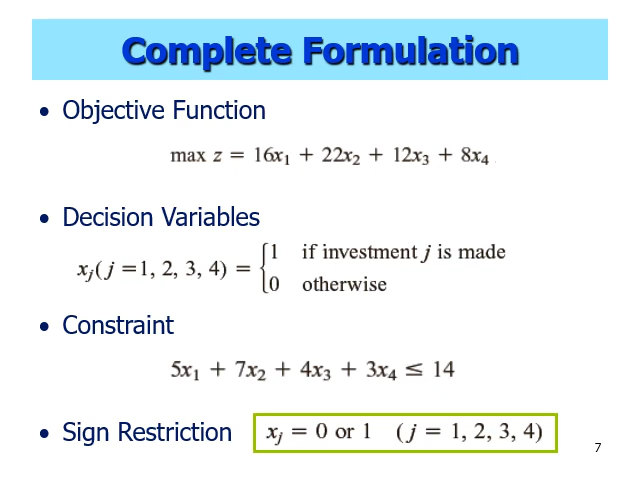 Complete Formulation
• Objective Function
max z = 16x₁ + 22x₂ + 12x₃ + 8x₄
• Decision Variables
xⱼ(j =1, 2, 3, 4) = {1 if investment j is made
0 otherwise
• Constraint
5x₁ + 7x₂ + 4x₃ + 3x₄ ≤ 14
• Sign Restriction xⱼ = 0 or 1 (j = 1, 2, 3, 4)
7